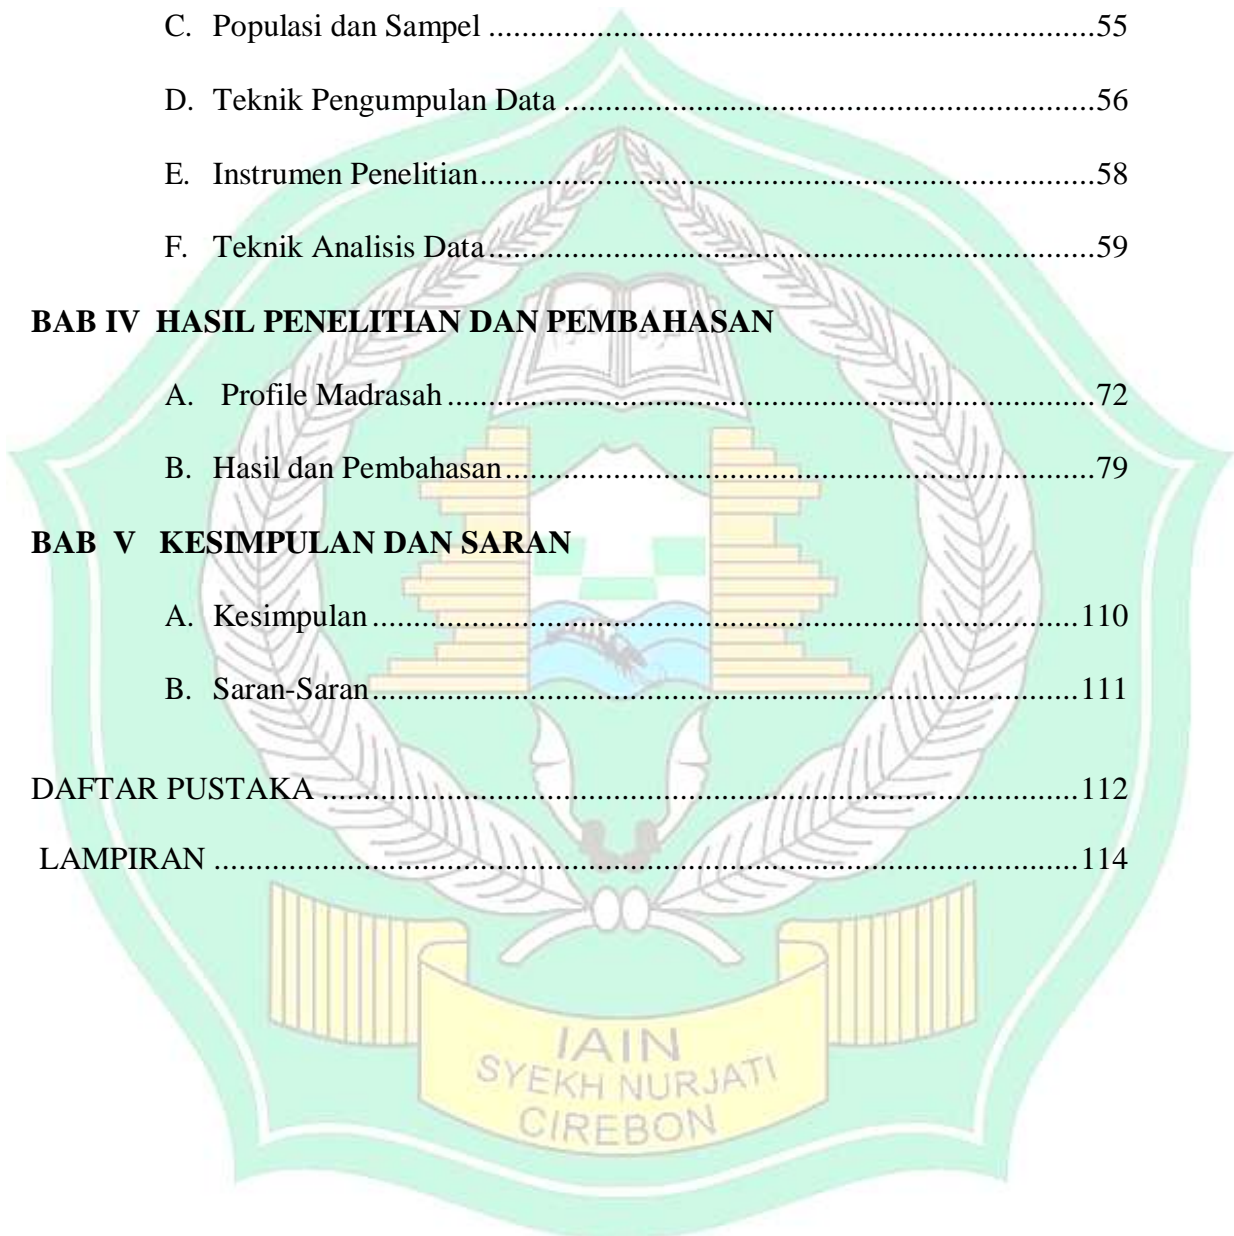 C. Populasi dan Sampel ..........................................................................55
D. Teknik Pengumpulan Data .................................................................56
E. Instrumen Penelitian...........................................................................58
F. Teknik Analisis Data..........................................................................59
BAB IV HASIL PENELITIAN DAN PEMBAHASAN
A. Profile Madrasah ...............................................................................72
B. Hasil dan Pembahasan........................................................................79
BAB V KESIMPULAN DAN SARAN
A. Kesimpulan ......................................................................................110
B. Saran-Saran.......................................................................................111
DAFTAR PUSTAKA ............................................................................................112
LAMPIRAN .........................................................................................................114
IAIN
SYEKH NURJATI
CIREBON